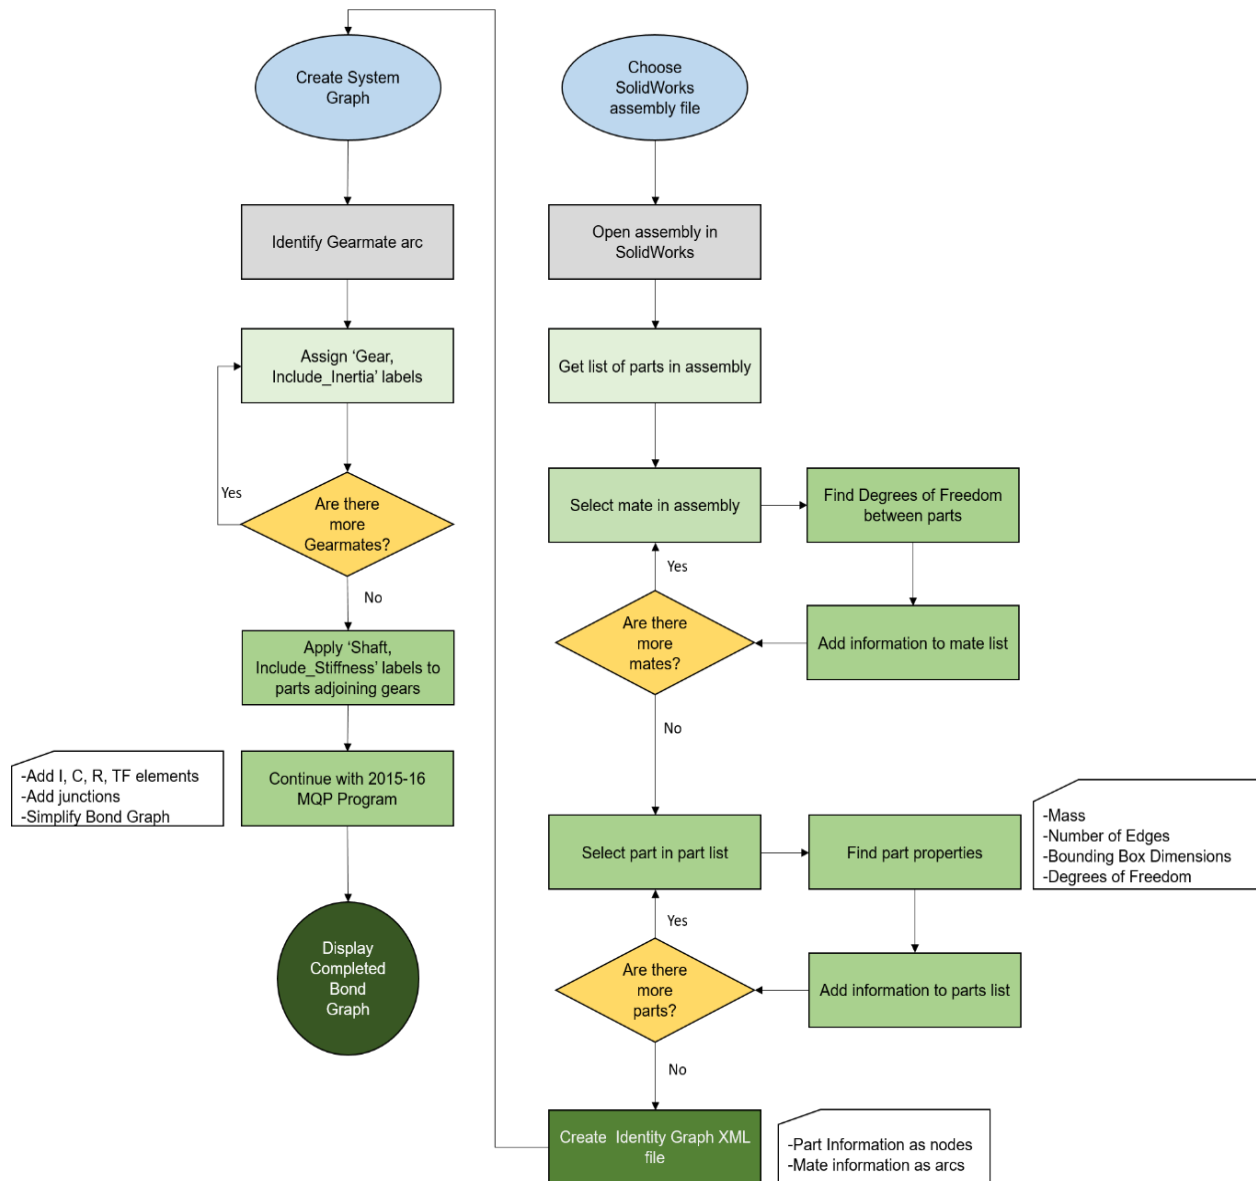 Create System
Graph
Identify Gearmate arc
Assign ‘Gear,
Include_Inertia’ labels
Yes
Are there
more
Gearmates?
No
Apply ‘Shaft,
Include_Stiffness’ labels to
parts adjoining gears
-Add I, C, R, TF elements
-Add junctions
-Simplify Bond Graph
Continue with 2015-16
MQP Program
Display
Completed
Bond
Graph
Choose
SolidWorks
assembly file
Open assembly in
SolidWorks
Get list of parts in assembly
Select mate in assembly
Find Degrees of Freedom
between parts
Yes
Are there
more
mates?
Add information to mate list
No
Select part in part list
Find part properties
-Mass
-Number of Edges
-Bounding Box Dimensions
-Degrees of Freedom
Yes
Are there
more
parts?
Add information to parts list
No
Create Identity Graph XML
file
-Part Information as nodes
-Mate information as arcs